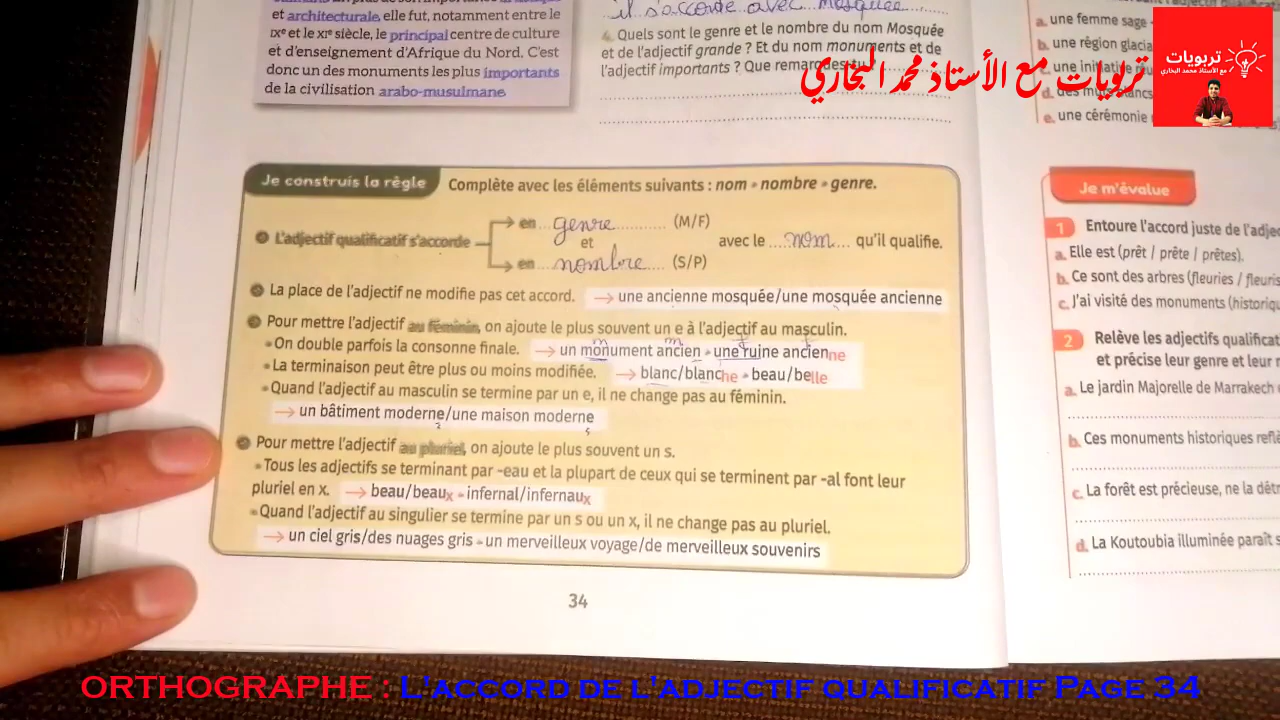 et architecturale, elle fut, notamment entre le
IXe et le XIe siècle, le principal centre de culture
et d'enseignement d'Afrique du Nord. C'est
donc un des monuments les plus importants
de la civilisation arabo-musulmane
il s'accorde avec mosquée
4. Quels sont le genre et le nombre du nom Mosquée
et de l'adjectif grande ? Et du nom monuments et de
l'adjectif importants ? Que remarques-tu
a. une femme sage
b. une région glacia
c. une initiative
d. des murs blancs
e. une cérémonie
تربويات مع الأستاذ محمد البخاري
تربويات
مع الأستاذ محمد البخاري
Je construis la règle
Complète avec les éléments suivants : nom • nombre • genre.
L'adjectif qualificatif s'accorde
en genre (M/F)
et
en nombre (S/P)
avec le nom qu'il qualifie.
La place de l'adjectif ne modifie pas cet accord. → une ancienne mosquée/une mosquée ancienne
Pour mettre l'adjectif au féminin, on ajoute le plus souvent un e à l'adjectif au masculin.
• On double parfois la consonne finale. → un monument ancien • une ruine ancienne
• La terminaison peut être plus ou moins modifiée. → blanc/blanche • beau/belle
• Quand l'adjectif au masculin se termine par un e, il ne change pas au féminin.
→ un bâtiment moderne/une maison moderne
Pour mettre l'adjectif au pluriel, on ajoute le plus souvent un s.
• Tous les adjectifs se terminant par -eau et la plupart de ceux qui se terminent par -al font leur
pluriel en x. → beau/beaux • infernal/infernaux
• Quand l'adjectif au singulier se termine par un s ou un x, il ne change pas au pluriel.
→ un ciel gris/des nuages gris • un merveilleux voyage/de merveilleux souvenirs
34
Je m'évalue
1 Entoure l'accord juste de l'adje
a. Elle est (prêt / prête / prêtes).
b. Ce sont des arbres (fleuries / fleuris
c. J'ai visité des monuments (historiq
2 Relève les adjectifs qualificat
et précise leur genre et leur n
a. Le jardin Majorelle de Marrakech
b. Ces monuments historiques reflè
c. La forêt est précieuse, ne la détr
d. La Koutoubia illuminée paraît s
ORTHOGRAPHE : L'accord de l'adjectif qualificatif Page 34